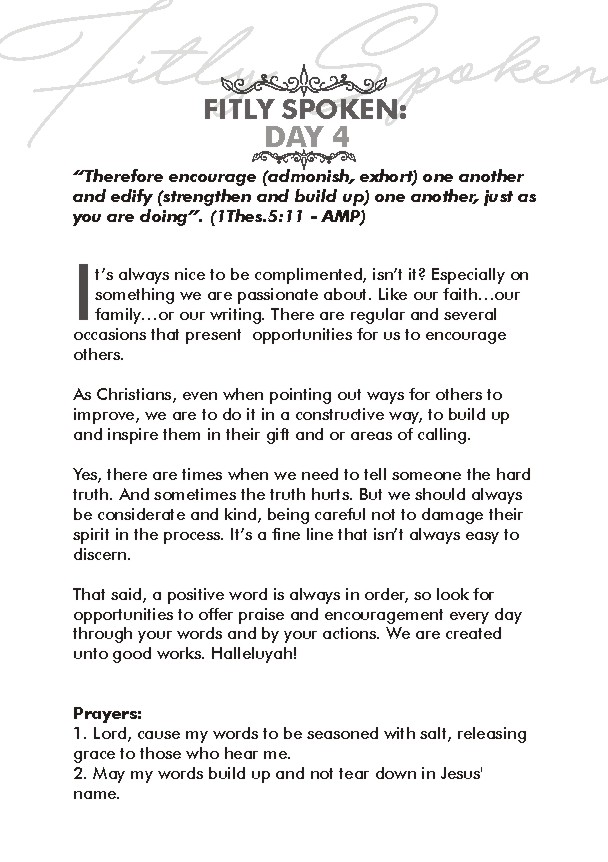 Fitly Spoken
FITLY SPOKEN:
DAY 4
“Therefore encourage (admonish, exhort) one another
and edify (strengthen and build up) one another, just as
you are doing”. (1Thes.5:11 - AMP)
It’s always nice to be complimented, isn’t it? Especially on
something we are passionate about. Like our faith...our
family...or our writing. There are regular and several
occasions that present  opportunities for us to encourage
others.
As Christians, even when pointing out ways for others to
improve, we are to do it in a constructive way, to build up
and inspire them in their gift and or areas of calling.
Yes, there are times when we need to tell someone the hard
truth. And sometimes the truth hurts. But we should always
be considerate and kind, being careful not to damage their
spirit in the process. It’s a fine line that isn’t always easy to
discern.
That said, a positive word is always in order, so look for
opportunities to offer praise and encouragement every day
through your words and by your actions. We are created
unto good works. Halleluyah!
Prayers:
1. Lord, cause my words to be seasoned with salt, releasing
grace to those who hear me.
2. May my words build up and not tear down in Jesus'
name.